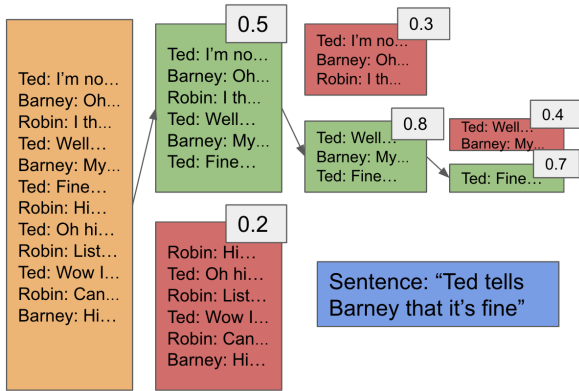 Ted: I'm no...
Barney: Oh...
Robin: I th...
Ted: Well...
Barney: My...
Ted: Fine...
Robin: Hi...
Ted: Oh hi...
Robin: List...
Ted: Wow I...
Robin: Can...
Barney: Hi...
0.5
Ted: I'm no...
Barney: Oh...
Robin: I th...
Ted: Well...
Barney: My...
Ted: Fine...
0.2
Robin: Hi...
Ted: Oh hi...
Robin: List...
Ted: Wow I...
Robin: Can...
Barney: Hi...
0.3
Ted: I'm no...
Barney: Oh...
Robin: I th...
0.8
Ted: Well...
Barney: My...
Ted: Fine...
0.4
Ted: Well...
Barney: My...
0.7
Ted: Fine...
Sentence: “Ted tells
Barney that it's fine”